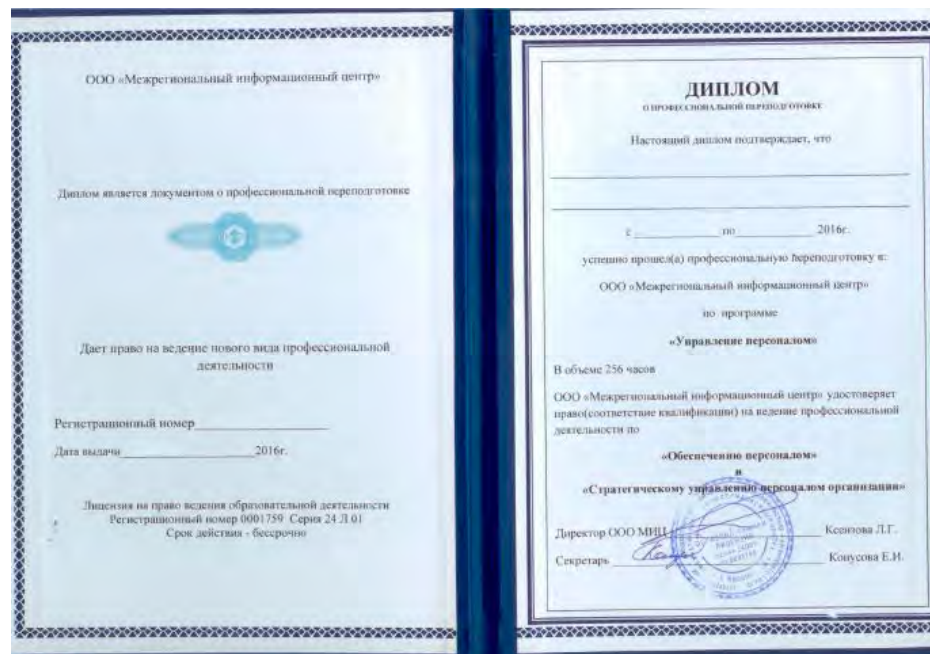 ООО «Межрегиональный информационный центр»
Диплом является документом о профессиональной переподготовке
Дает право на ведение нового вида профессиональной
деятельности
Регистрационный номер
Дата выдачи 2016г.
Лицензия на право ведения образовательной деятельности
Регистрационный номер 0001759 Серия 24 Л 01
Срок действия - бессрочно
ДИПЛОМ
О ПРОФЕССИОНАЛЬНОЙ ПЕРЕПОДГОТОВКЕ
Настоящий диплом подтверждает, что
с по 2016г.
успешно прошел(а) профессиональную переподготовку в:
ООО «Межрегиональный информационный центр»
по программе
«Управление персоналом»
В объеме 256 часов
ООО «Межрегиональный информационный центр» удостоверяет
право(соответствие квалификации) на ведение профессиональной
деятельности по
«Обеспечению персоналом»
и
«Стратегическому управлению персоналом организации»
Директор ООО МИЦ Ксензова Л.Г.
Секретарь Конусова Е.И.